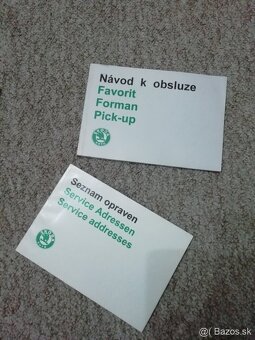 Návod k obsluze
Favorit
Forman
Pick-up
Seznam opraven
Service Adressen
Service addresses
© Bazos.sk